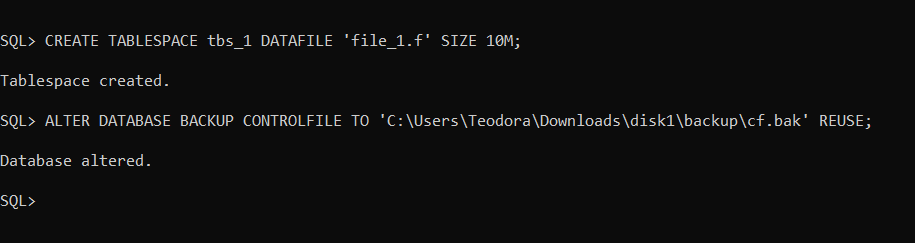 SQL> CREATE TABLESPACE tbs_1 DATAFILE 'file_1.f' SIZE 10M;
Tablespace created.
SQL> ALTER DATABASE BACKUP CONTROLFILE TO 'C:\Users\Teodora\Downloads\disk1\backup\cf.bak' REUSE;
Database altered.
SQL>